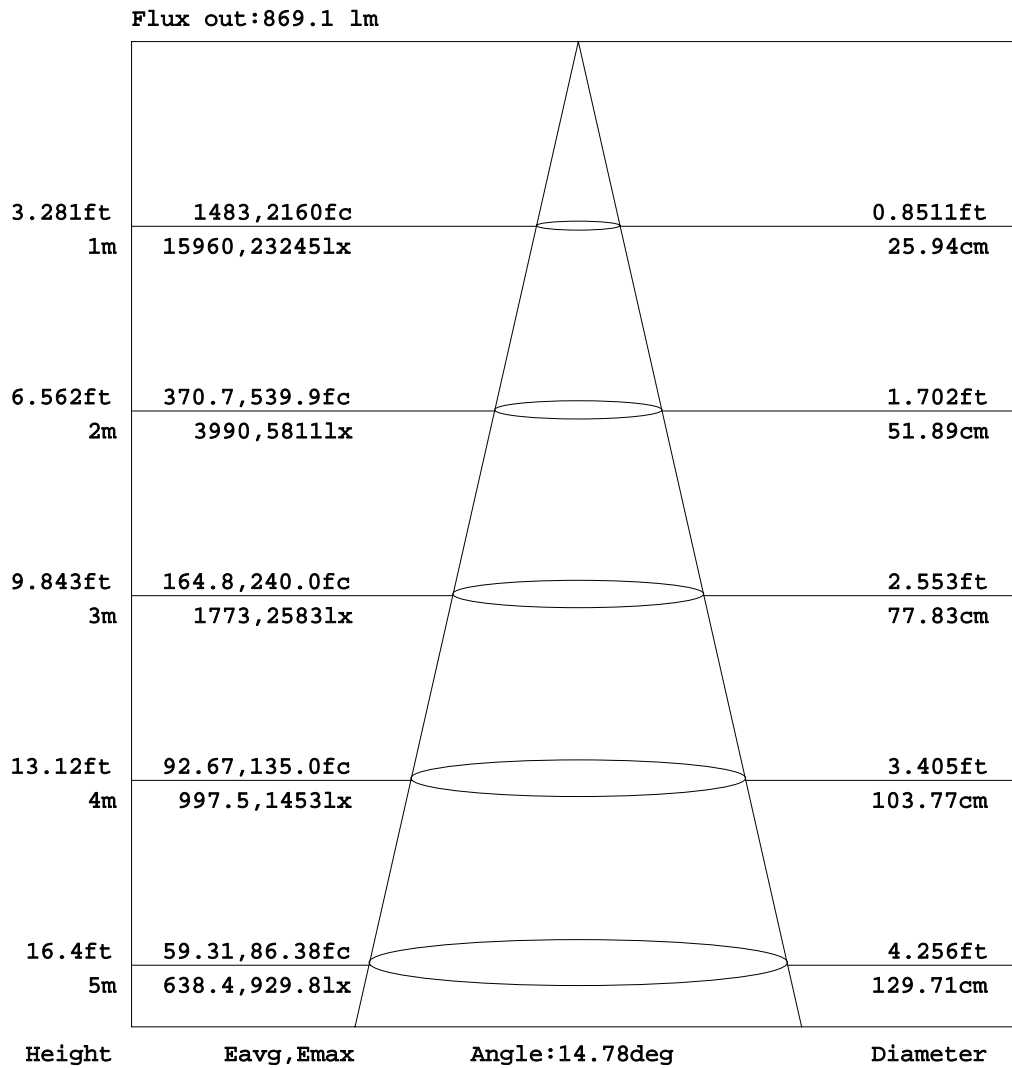 Flux out:869.1 lm
3.281ft 1483,2160fc 0.8511ft
1m 15960,23245lx 25.94cm
6.562ft 370.7,539.9fc 1.702ft
2m 3990,5811lx 51.89cm
9.843ft 164.8,240.0fc 2.553ft
3m 1773,2583lx 77.83cm
13.12ft 92.67,135.0fc 3.405ft
4m 997.5,1453lx 103.77cm
16.4ft 59.31,86.38fc 4.256ft
5m 638.4,929.8lx 129.71cm
Height Eavg,Emax Angle:14.78deg Diameter